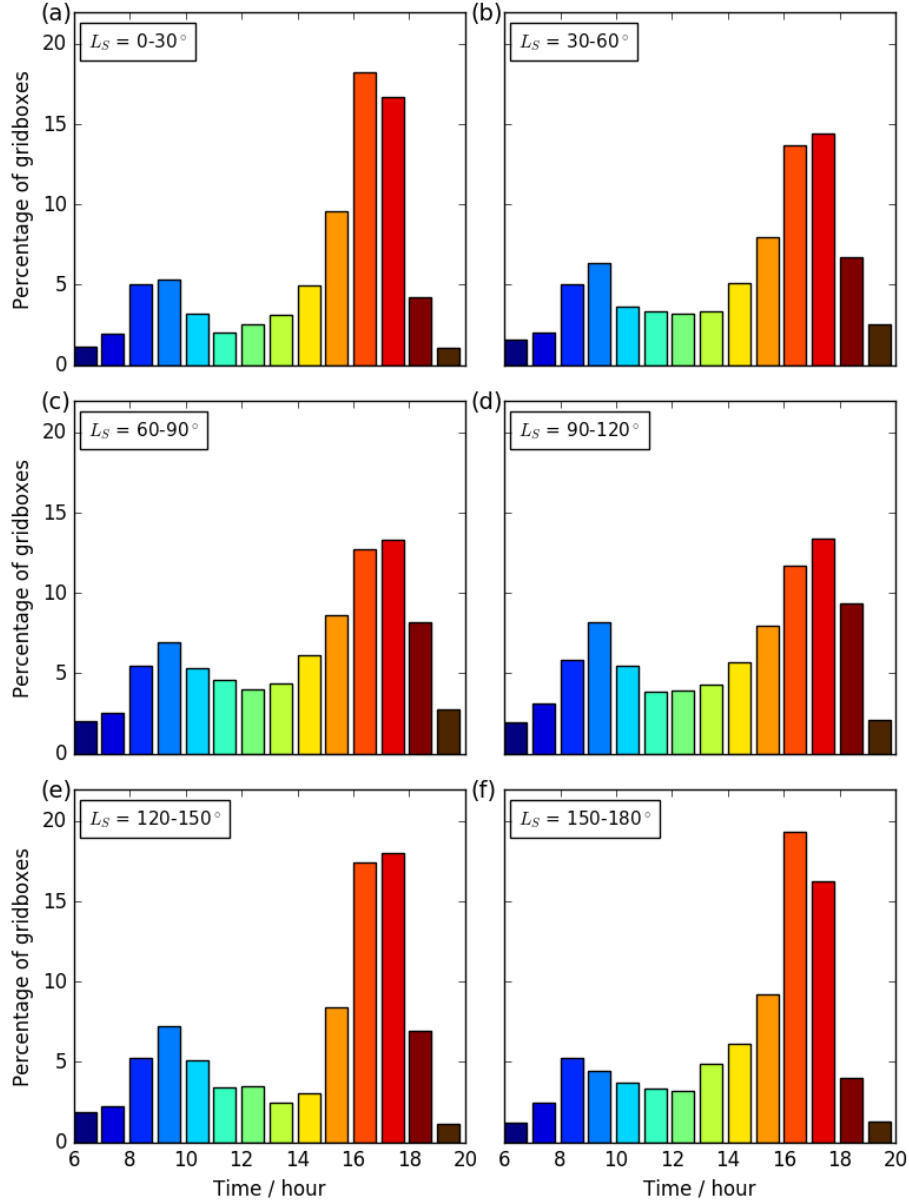 (a)
(b)
L_S = 0-30°
L_S = 30-60°
20
15
10
5
0
Percentage of gridboxes
(c)
(d)
L_S = 60-90°
L_S = 90-120°
20
15
10
5
0
Percentage of gridboxes
(e)
(f)
L_S = 120-150°
L_S = 150-180°
20
15
10
5
0
Percentage of gridboxes
6 8 10 12 14 16 18 20
6 8 10 12 14 16 18 20
Time / hour
Time / hour